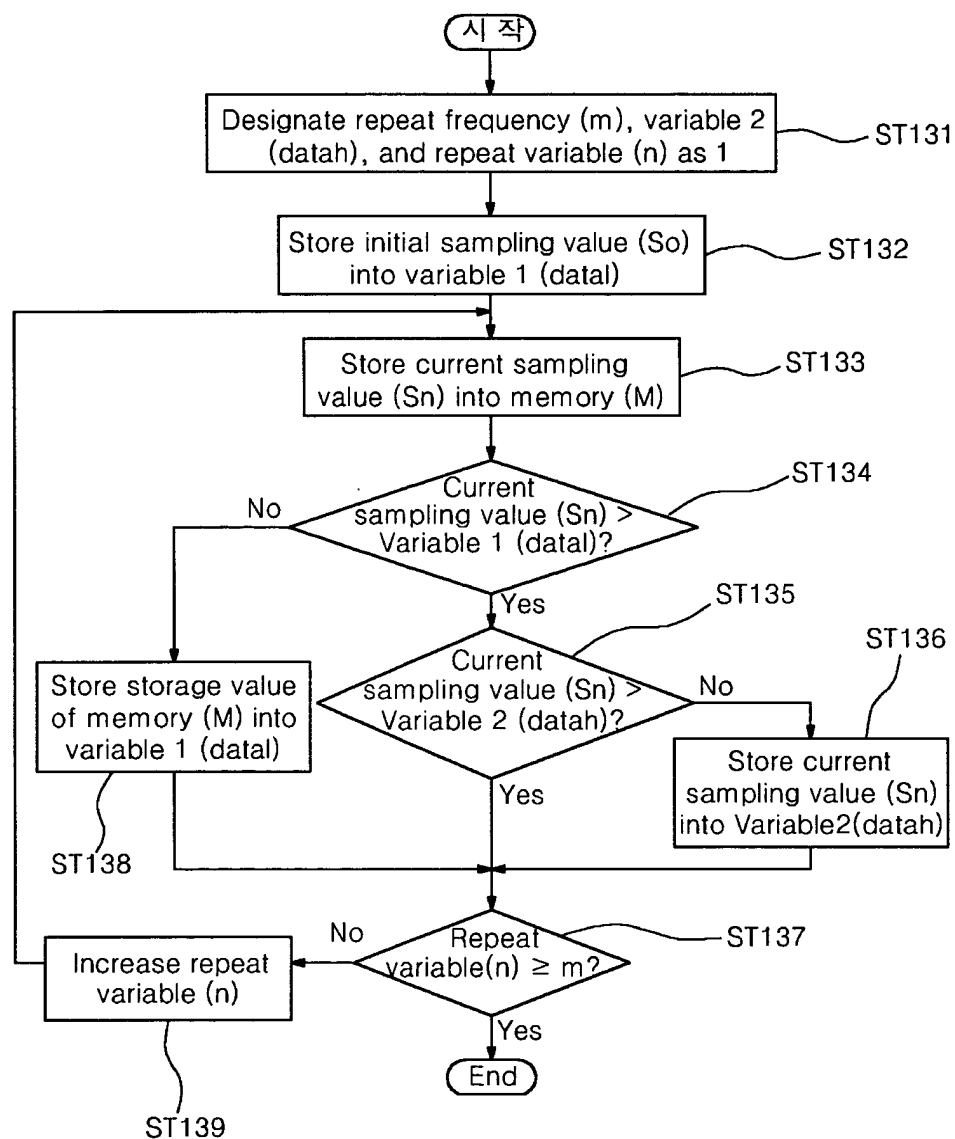 시 작
Designate repeat frequency (m), variable 2
(datah), and repeat variable (n) as 1
ST131
Store initial sampling value (So)
into variable 1 (datal)
ST132
Store current sampling
value (Sn) into memory (M)
ST133
Current
sampling value (Sn) >
Variable 1 (datal)?
ST134
No
Yes
Current
sampling value (Sn) >
Variable 2 (datah)?
ST135
No
Yes
ST136
Store current
sampling value (Sn)
into Variable2(datah)
Store storage value
of memory (M) into
variable 1 (datal)
ST138
Repeat
variable(n) ≥ m?
ST137
No
Yes
Increase repeat
variable (n)
ST139
End